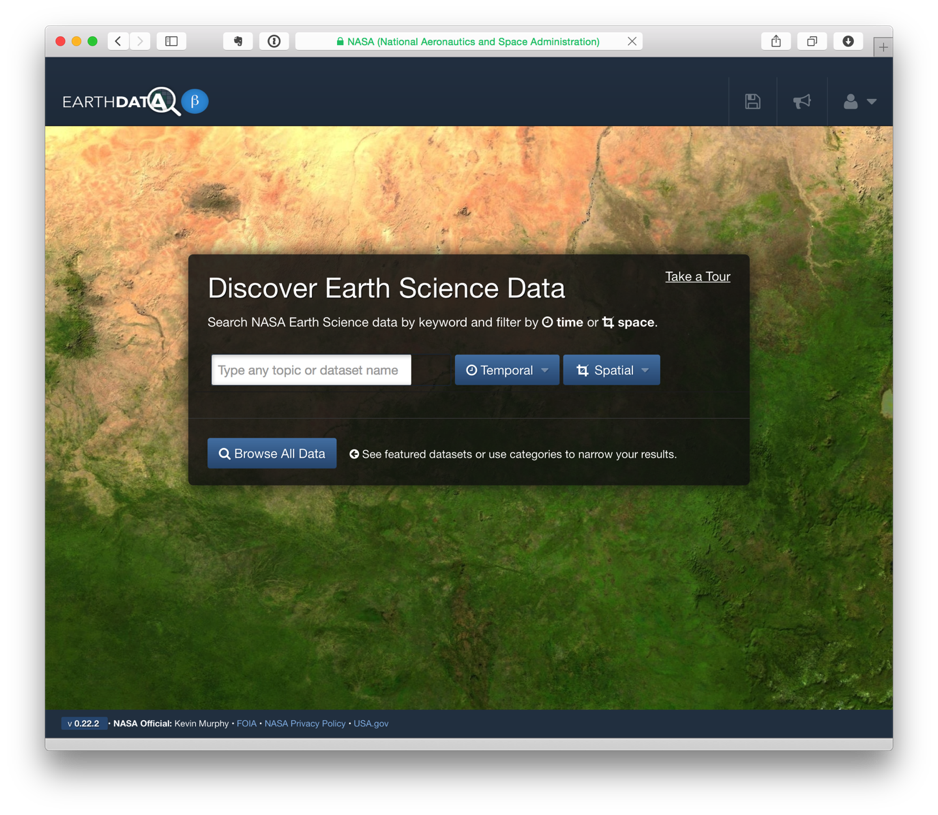 NASA (National Aeronautics and Space Administration)
EARTHDATA β
Take a Tour
Discover Earth Science Data
Search NASA Earth Science data by keyword and filter by time or space.
Type any topic or dataset name
Temporal
Spatial
Browse All Data
See featured datasets or use categories to narrow your results.
v 0.22.2 • NASA Official: Kevin Murphy • FOIA • NASA Privacy Policy • USA.gov